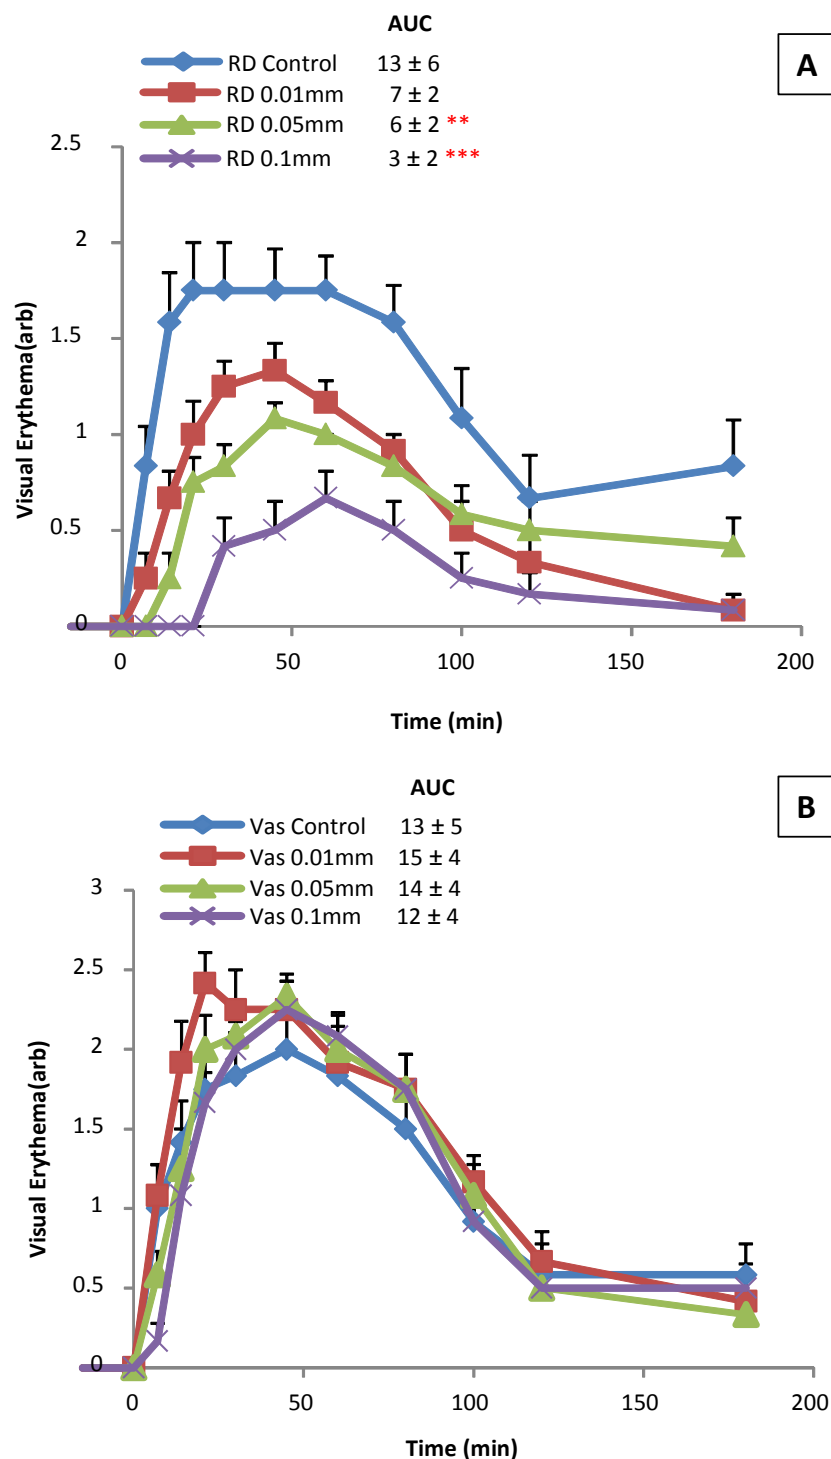 AUC
A
RD Control 13 ± 6
RD 0.01mm 7 ± 2
RD 0.05mm 6 ± 2 **
RD 0.1mm 3 ± 2 ***
2.5
2
1.5
1
0.5
0
Visual Erythema(arb)
0 50 100 150 200
Time (min)
AUC
B
Vas Control 13 ± 5
Vas 0.01mm 15 ± 4
Vas 0.05mm 14 ± 4
Vas 0.1mm 12 ± 4
3
2.5
2
1.5
1
0.5
0
Visual Erythema(arb)
0 50 100 150 200
Time (min)